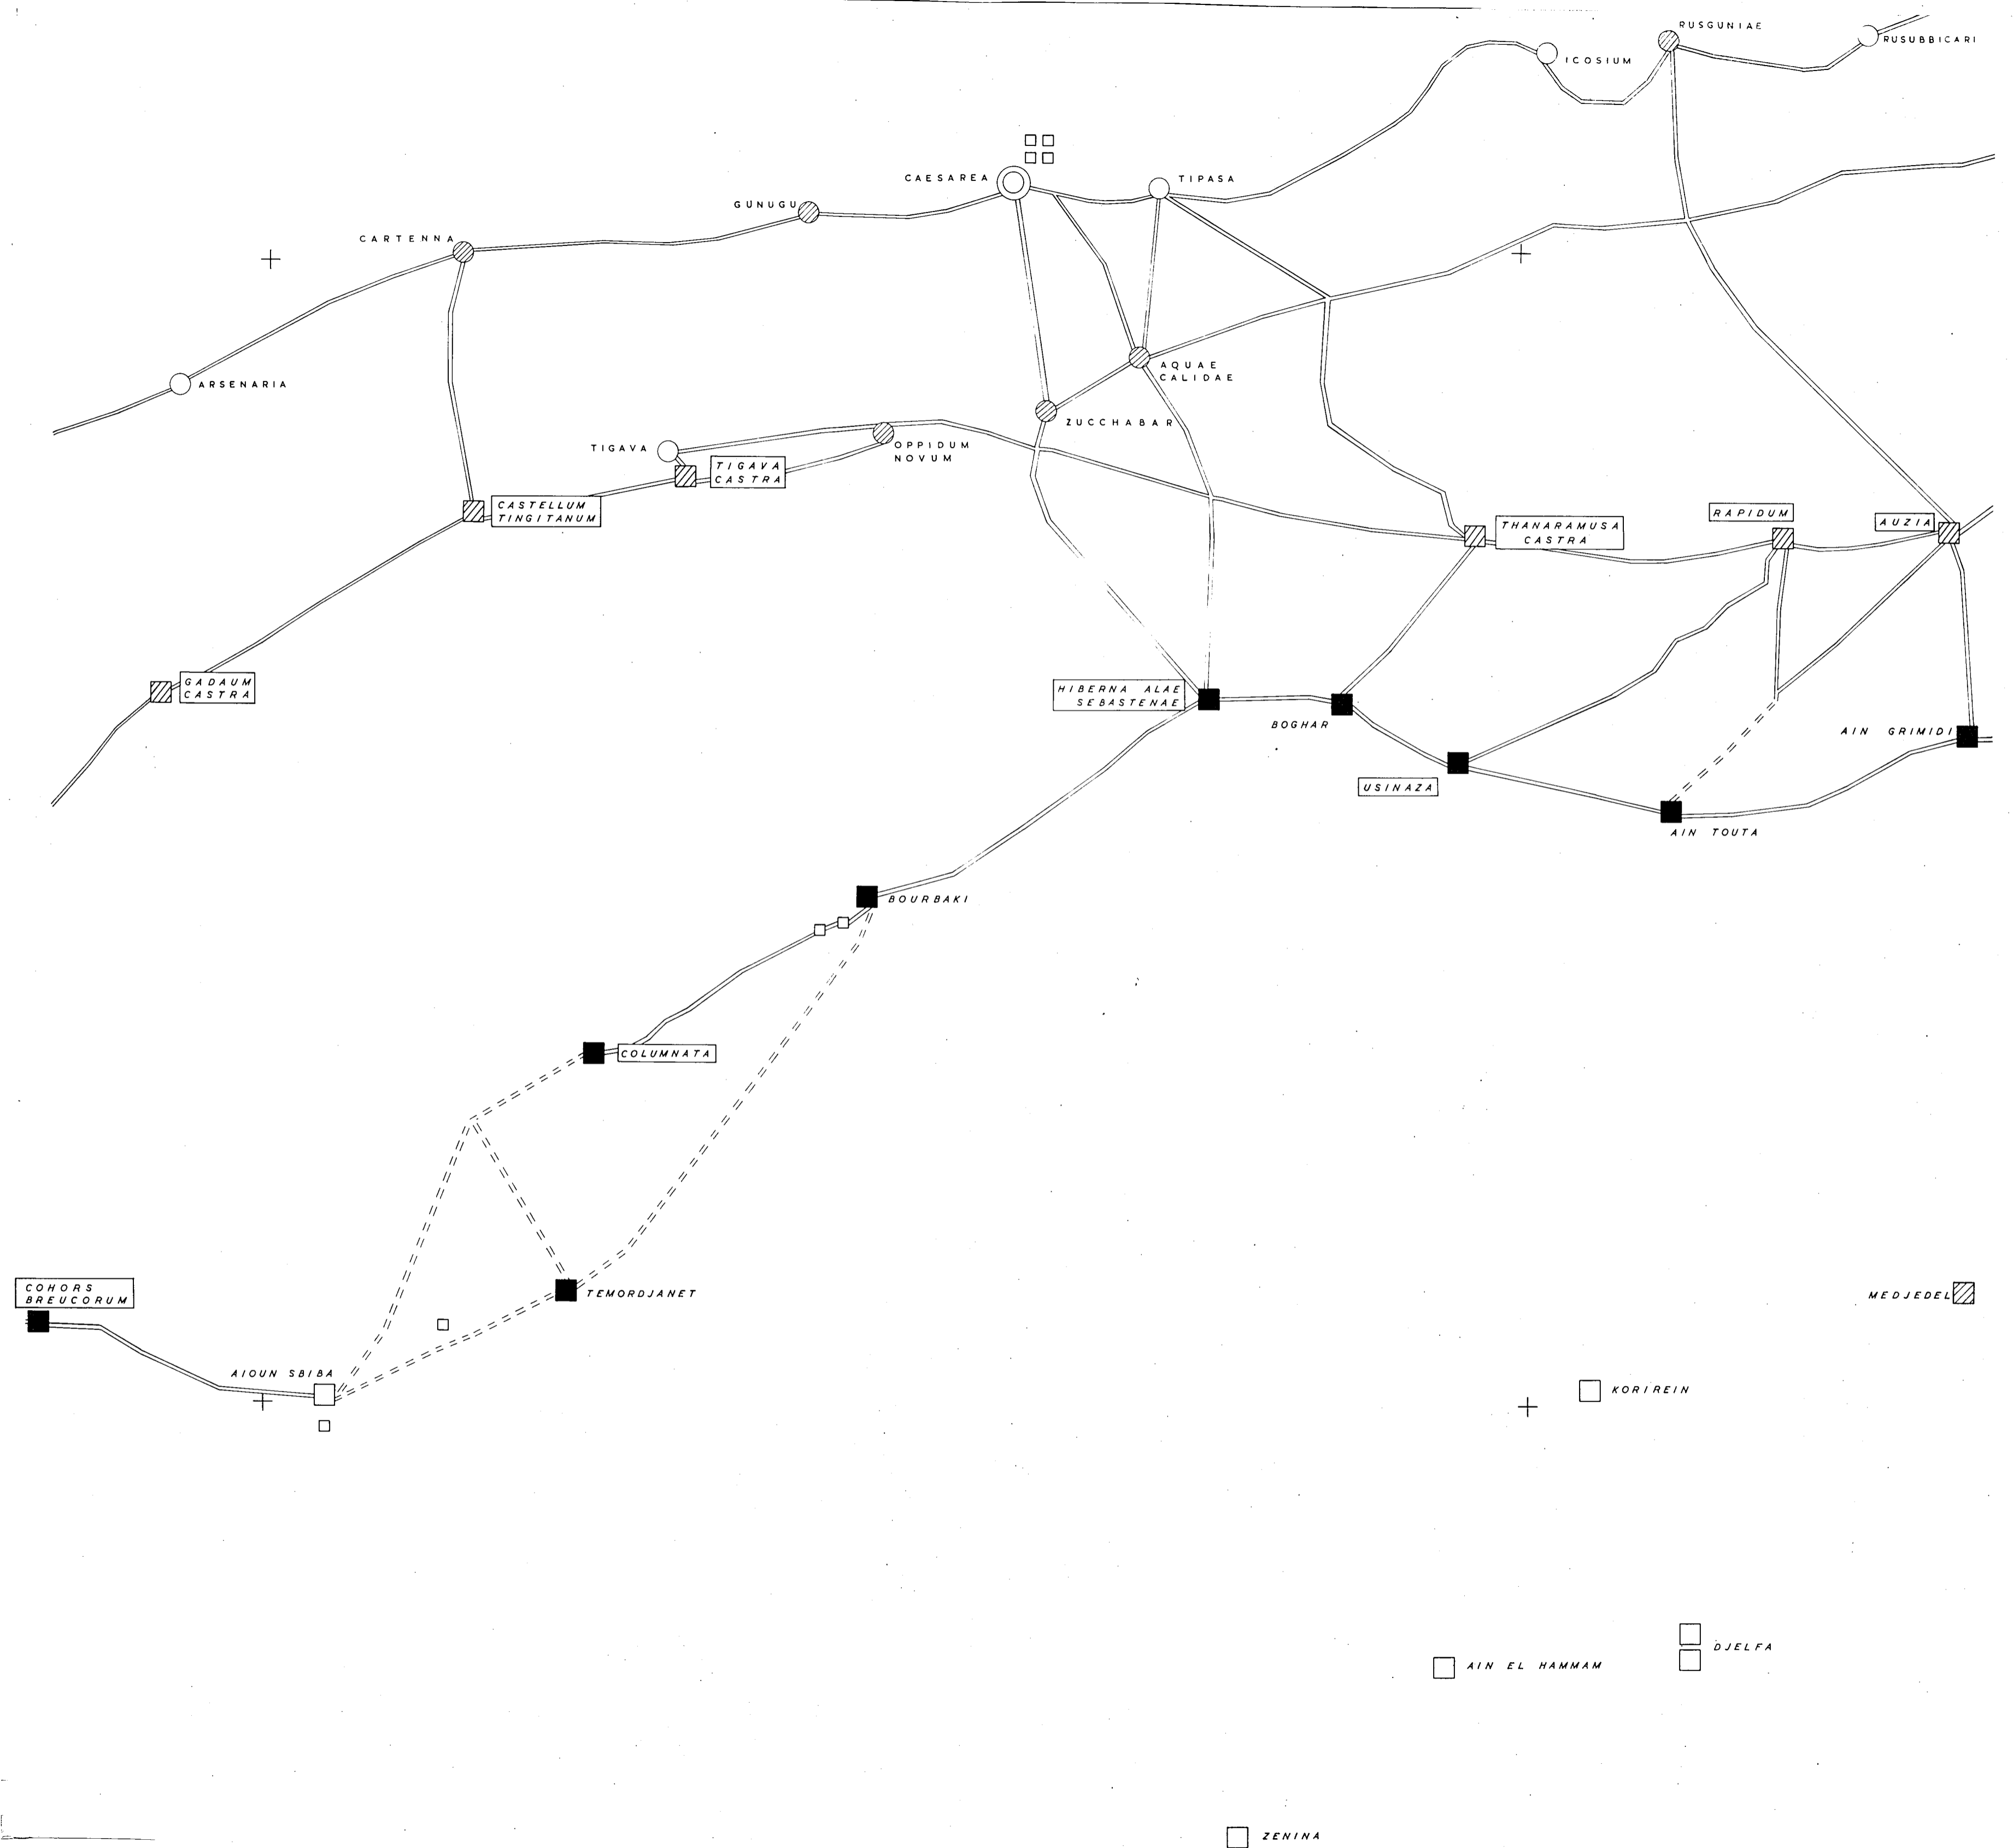 RUSGUNIAE
RUSUBBICARI
ICOSIUM
CAESAREA
TIPASA
GUNUGU
CARTENNA
ARSENARIA
AQUAE
CALIDAE
ZUCCHABAR
TIGAVA
OPPIDUM
NOVUM
TIGAVA
CASTRA
CASTELLUM
TINGITANUM
THANARAMUSA
CASTRA
RAPIDUM
AUZIA
GADAUM
CASTRA
HIBERNA ALAE
SEBASTENAE
BOGHAR
AIN GRIMIDI
USINAZA
AIN TOUTA
BOURBAKI
COLUMNATA
COHORS
BREUCORUM
TEMORDJANET
MEDJEDEL
AIOUN SBIBA
KORIREIN
DJELFA
AIN EL HAMMAM
ZENINA